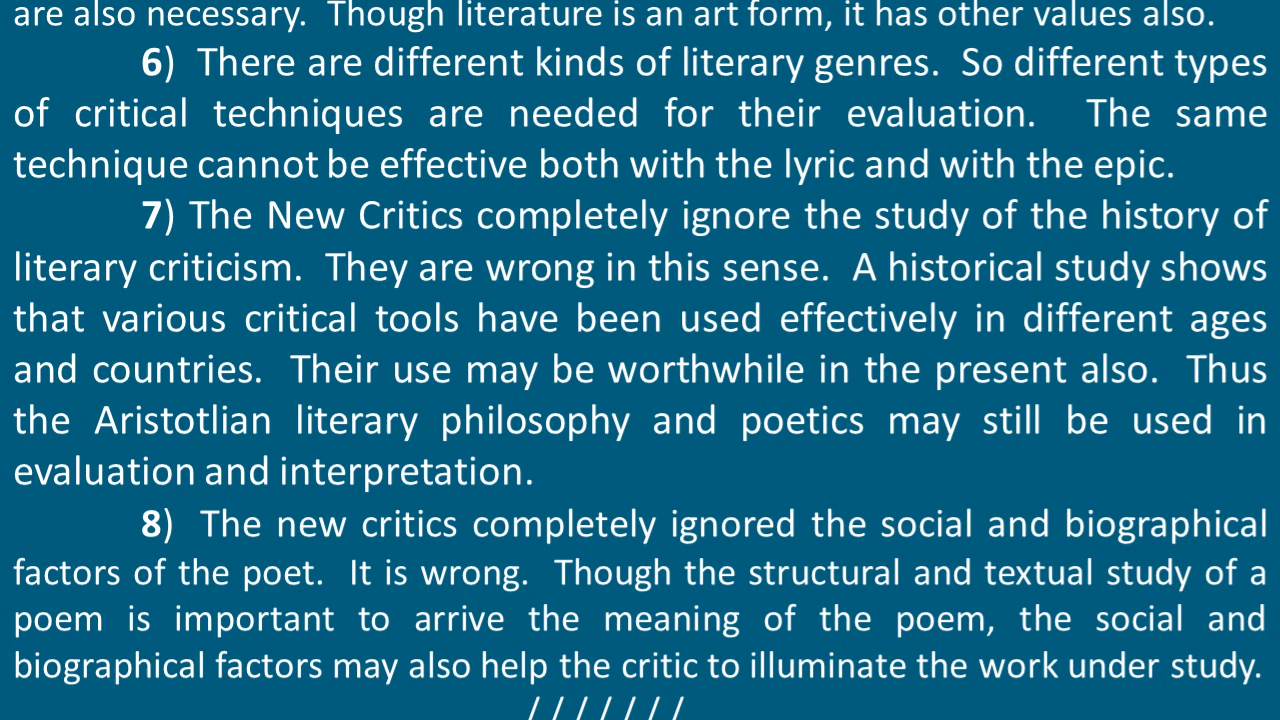 are also necessary. Though literature is an art form, it has other values also.
6) There are different kinds of literary genres. So different types
of critical techniques are needed for their evaluation. The same
technique cannot be effective both with the lyric and with the epic.
7) The New Critics completely ignore the study of the history of
literary criticism. They are wrong in this sense. A historical study shows
that various critical tools have been used effectively in different ages
and countries. Their use may be worthwhile in the present also. Thus
the Aristotlian literary philosophy and poetics may still be used in
evaluation and interpretation.
8) The new critics completely ignored the social and biographical
factors of the poet. It is wrong. Though the structural and textual study of a
poem is important to arrive the meaning of the poem, the social and
biographical factors may also help the critic to illuminate the work under study.
/ / / / / / /